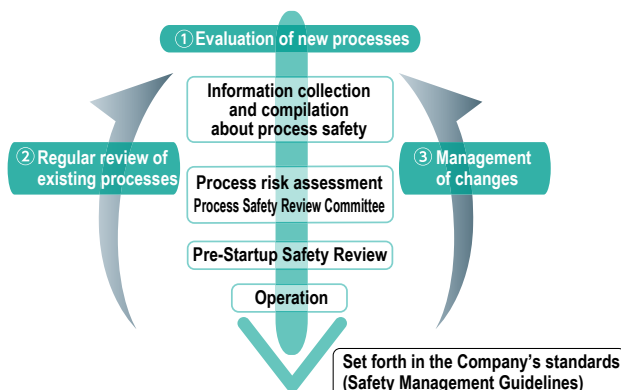 ①Evaluation of new processes
Information collection
and compilation
about process safety
②Regular review of
existing processes
③Management
of changes
Process risk assessment
Process Safety Review Committee
Pre-Startup Safety Review
Operation
Set forth in the Company's standards
(Safety Management Guidelines)